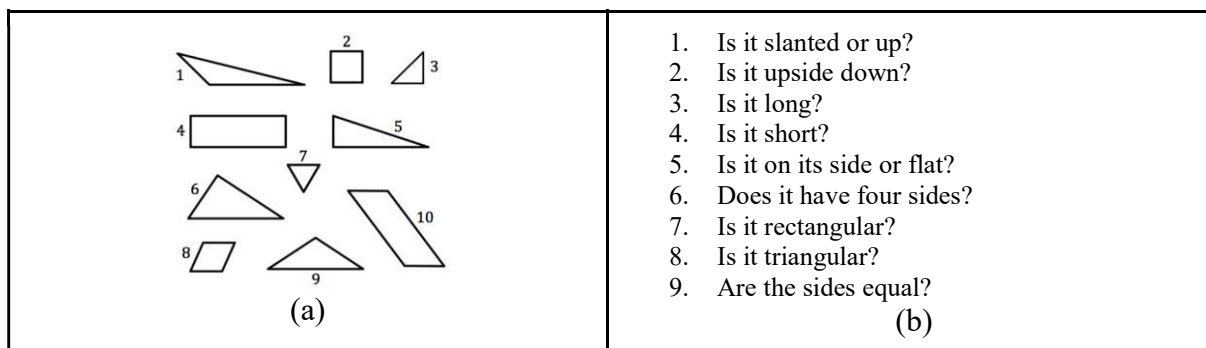 2
1
3
4
5
7
6
10
8
9
(a)
1. Is it slanted or up?
2. Is it upside down?
3. Is it long?
4. Is it short?
5. Is it on its side or flat?
6. Does it have four sides?
7. Is it rectangular?
8. Is it triangular?
9. Are the sides equal?
(b)